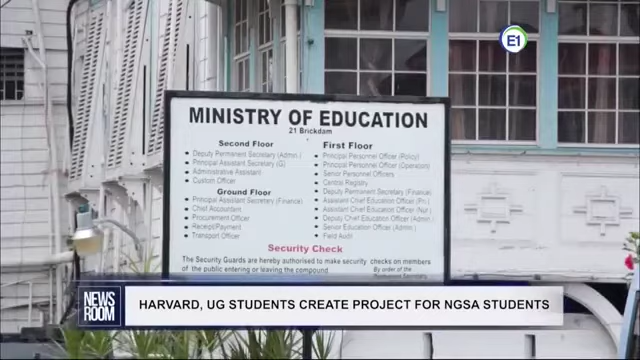 E1
MINISTRY OF EDUCATION
21 Brickdam
Second Floor
Deputy Permanent Secretary (Admin.)
Principal Assistant Secretary (G)
Administrative Assistant
Custom Officer
Ground Floor
Principal Assistant Secretary (Finance)
Chief Accountant
Procurement Officer
Receipt/Payment
Transport Officer
First Floor
Principal Personnel Officer (Policy)
Principal Personnel Officer (Operation)
Senior Personnel Officers
Central Registry
Deputy Permanent Secretary (Finance)
Assistant Chief Education Officer (Pri.)
Assistant Chief Education Officer (Nur.)
Deputy Chief Education Officer (Admin.)
Senior Education Officer (Admin.)
Field Audit
Security Check
The Security Guards are hereby authorised to make security checks on members
of the public entering or leaving the compound
By order of the
Permanent Secretary
NEWS ROOM
HARVARD, UG STUDENTS CREATE PROJECT FOR NGSA STUDENTS